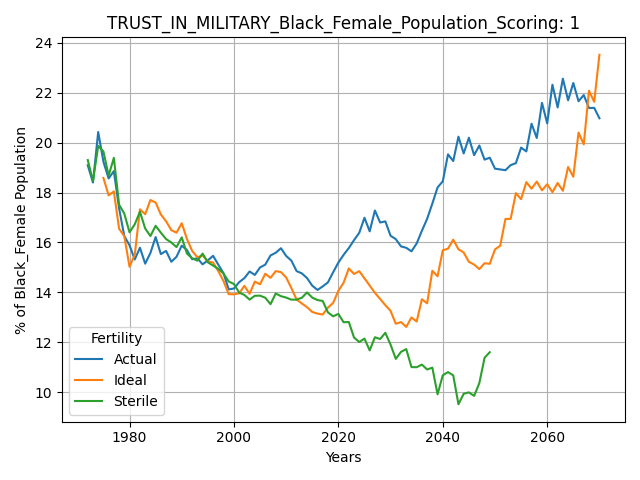 TRUST_IN_MILITARY_Black_Female_Population_Scoring: 1
% of Black_Female Population
24
22
20
18
16
14
12
10
Fertility
Actual
Ideal
Sterile
1980 2000 2020 2040 2060
Years